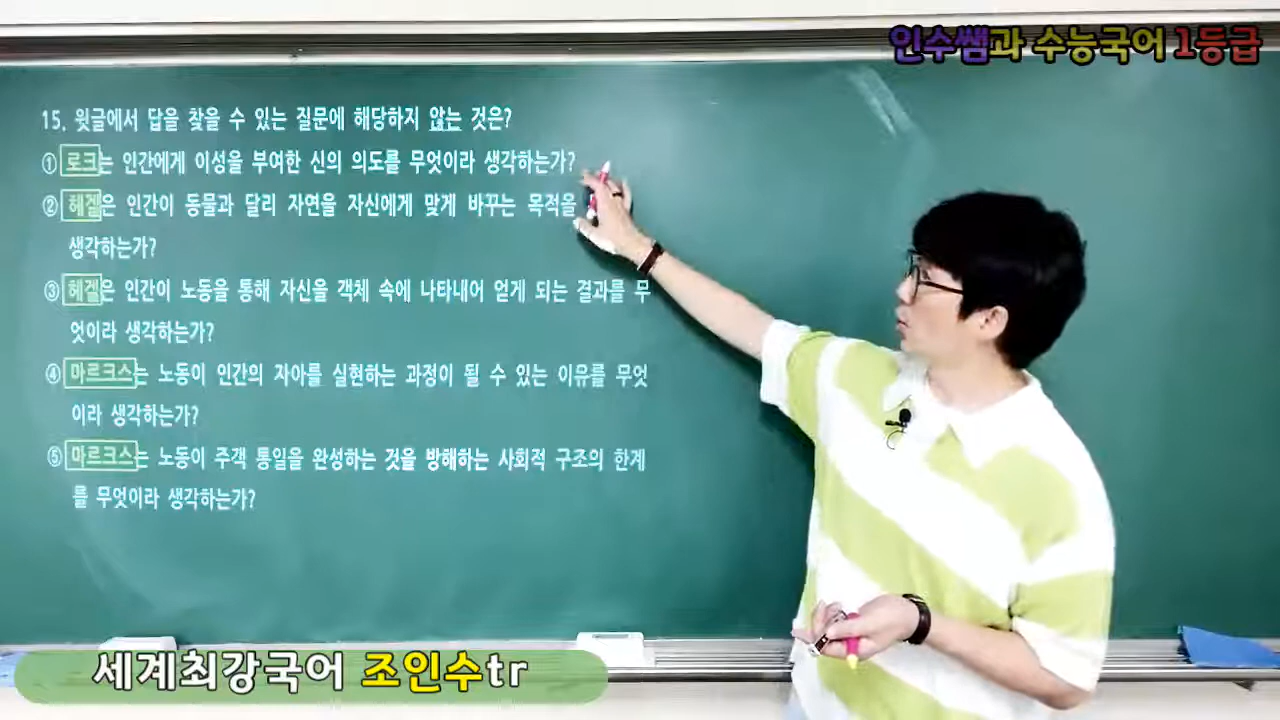 인수쌤과 수능국어 1등급
15. 윗글에서 답을 찾을 수 있는 질문에 해당하지 않는 것은?
① 로크는 인간에게 이성을 부여한 신의 의도를 무엇이라 생각하는가?
② 헤겔은 인간이 동물과 달리 자연을 자신에게 맞게 바꾸는 목적을
생각하는가?
③ 헤겔은 인간이 노동을 통해 자신을 객체 속에 나타내어 얻게 되는 결과를 무
엇이라 생각하는가?
④ 마르크스는 노동이 인간의 자아를 실현하는 과정이 될 수 있는 이유를 무엇
이라 생각하는가?
⑤ 마르크스는 노동이 주객 통일을 완성하는 것을 방해하는 사회적 구조의 한계
를 무엇이라 생각하는가?
세계최강국어 조인수tr